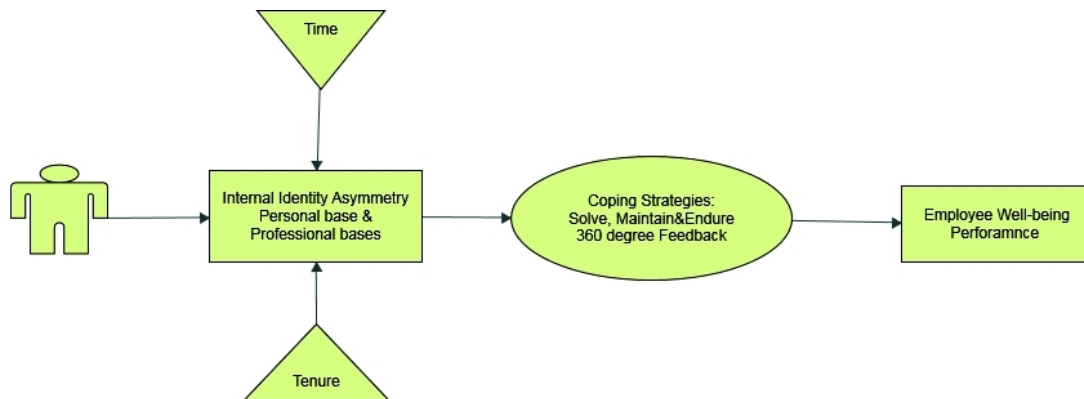 Time
Internal Identity Asymmetry
Personal base &
Professional bases
Coping Strategies:
Solve, Maintain&Endure
360 degree Feedback
Employee Well-being
Perforamnce
Tenure